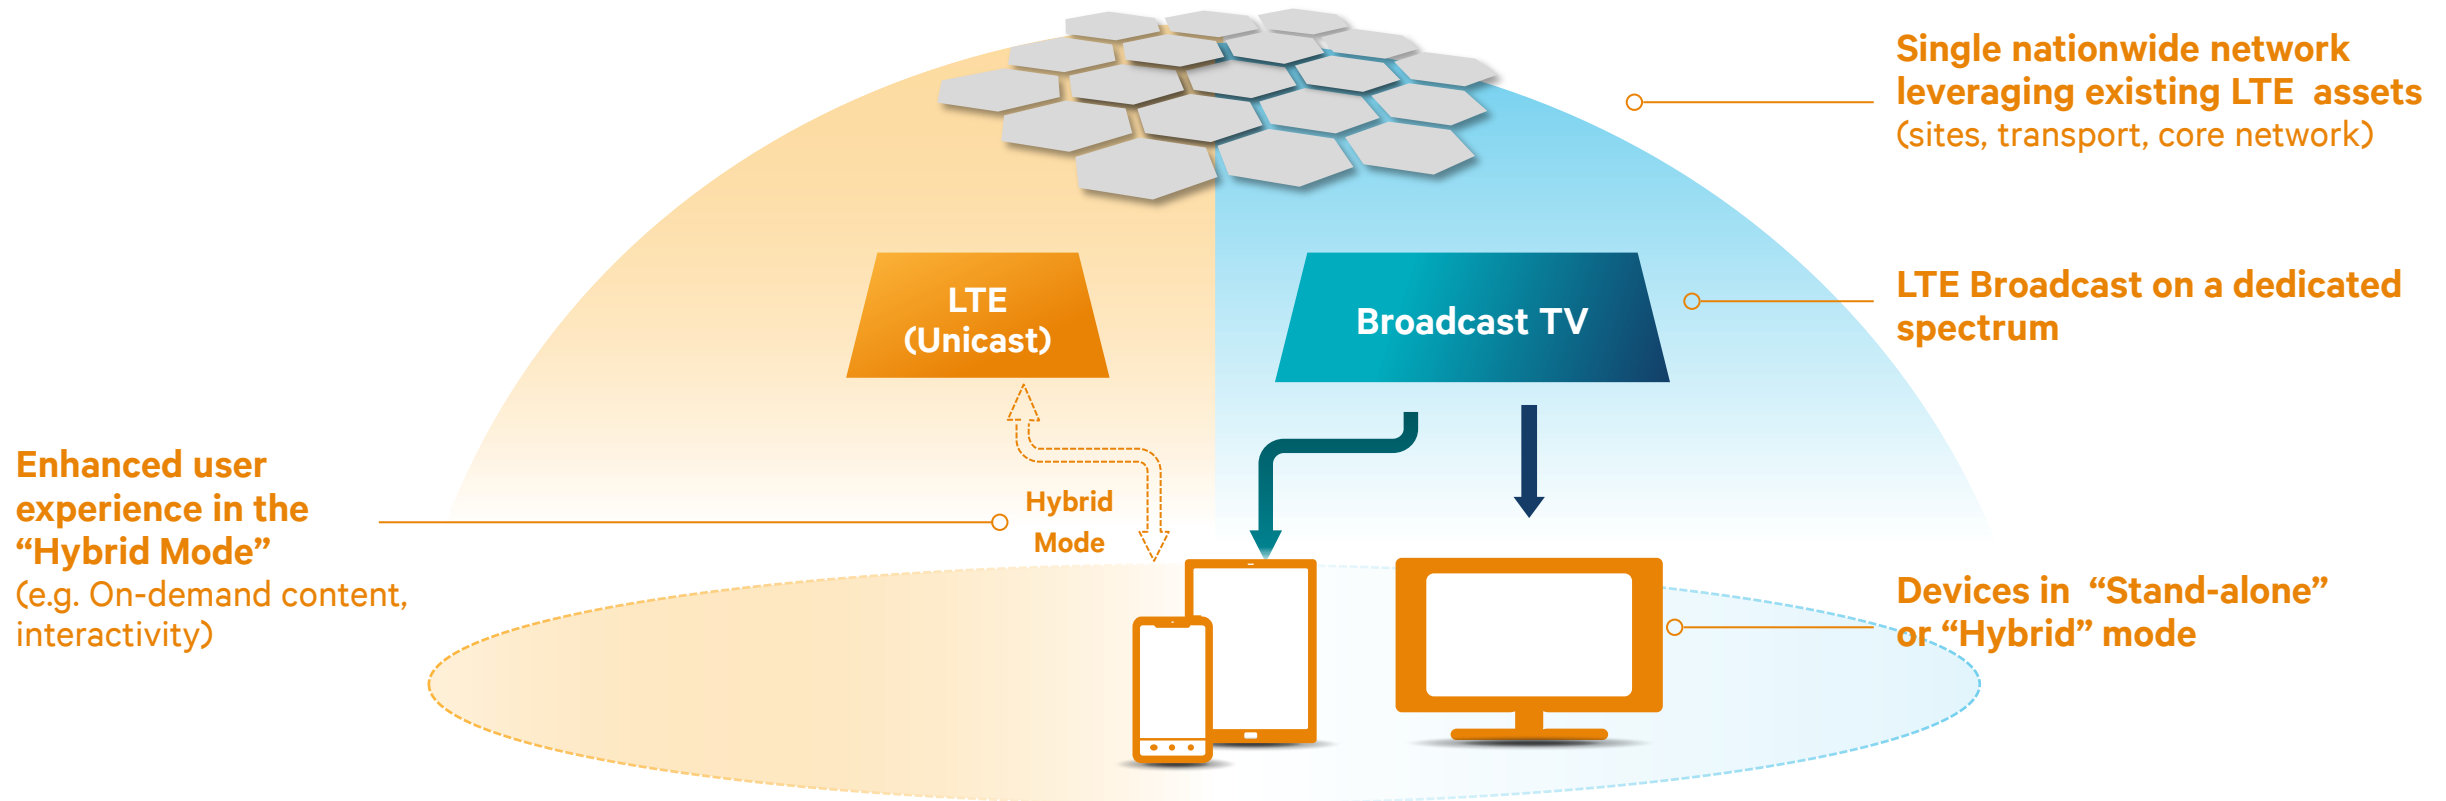 Single nationwide network
leveraging existing LTE assets
(sites, transport, core network)
LTE
(Unicast)
Broadcast TV
LTE Broadcast on a dedicated
spectrum
Enhanced user
experience in the
“Hybrid Mode”
(e.g. On-demand content,
interactivity)
Hybrid
Mode
Devices in “Stand-alone”
or “Hybrid” mode